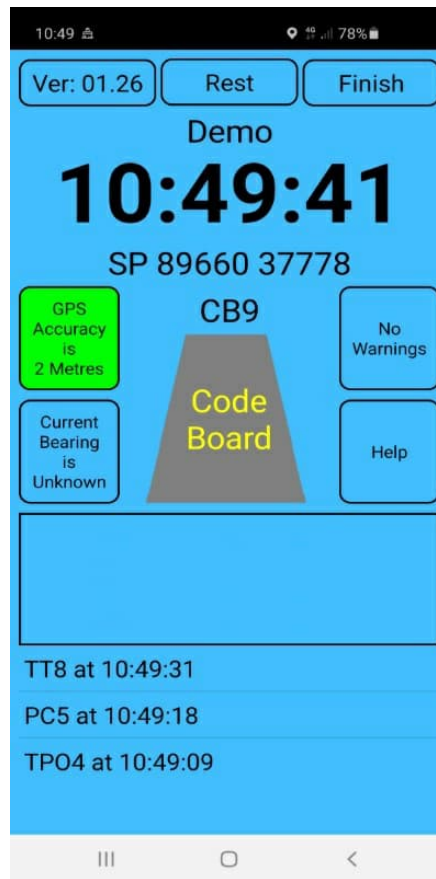 10:49 4G 78%
Ver: 01.26 Rest Finish
Demo
10:49:41
SP 89660 37778
GPS
Accuracy
is
2 Metres
CB9
No
Warnings
Code
Board
Current
Bearing
is
Unknown
Help
TT8 at 10:49:31
PC5 at 10:49:18
TPO4 at 10:49:09